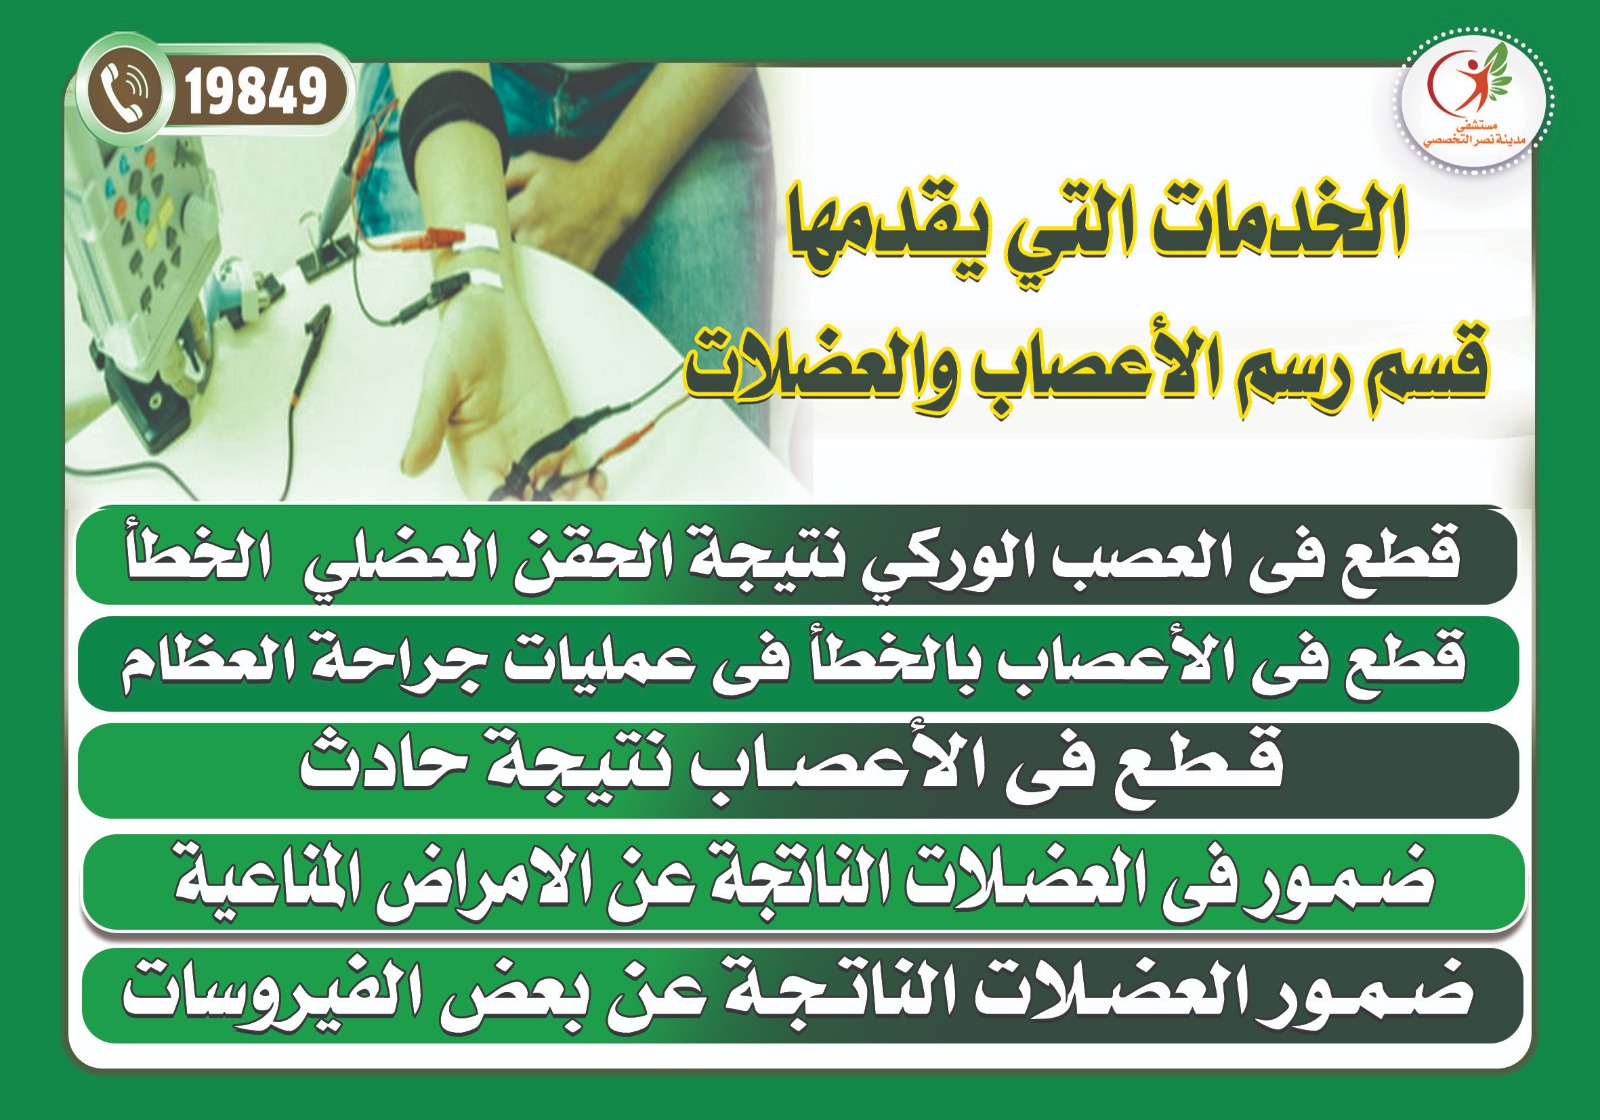 19849
مستشفى
مدينة نصر التخصصي
الخدمات التي يقدمها
قسم رسم الأعصاب والعضلات
قطع فى العصب الوركي نتيجة الحقن العضلي الخطأ
قطع فى الأعصاب بالخطأ فى عمليات جراحة العظام
قطع فى الأعصاب نتيجة حادث
ضمور فى العضلات الناتجة عن الامراض المناعية
ضمور العضلات الناتجة عن بعض الفيروسات